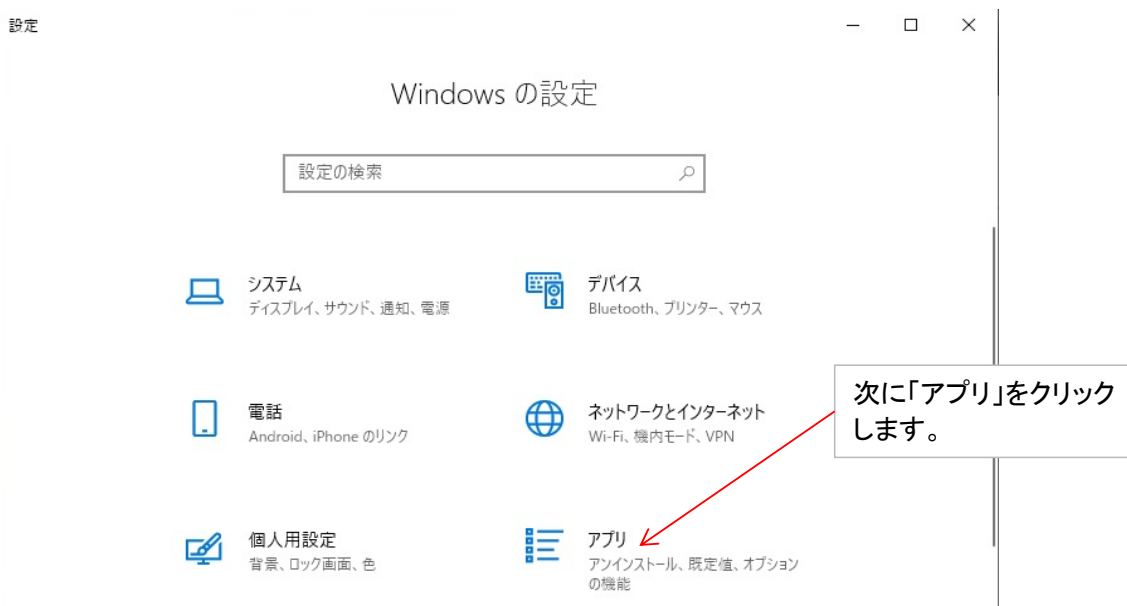 設定
Windows の設定
設定の検索
システム
ディスプレイ、サウンド、通知、電源
デバイス
Bluetooth、プリンター、マウス
電話
Android、iPhone のリンク
ネットワークとインターネット
Wi-Fi、機内モード、VPN
次に「アプリ」をクリック
します。
個人用設定
背景、ロック画面、色
アプリ
アンインストール、既定値、オプション
の機能